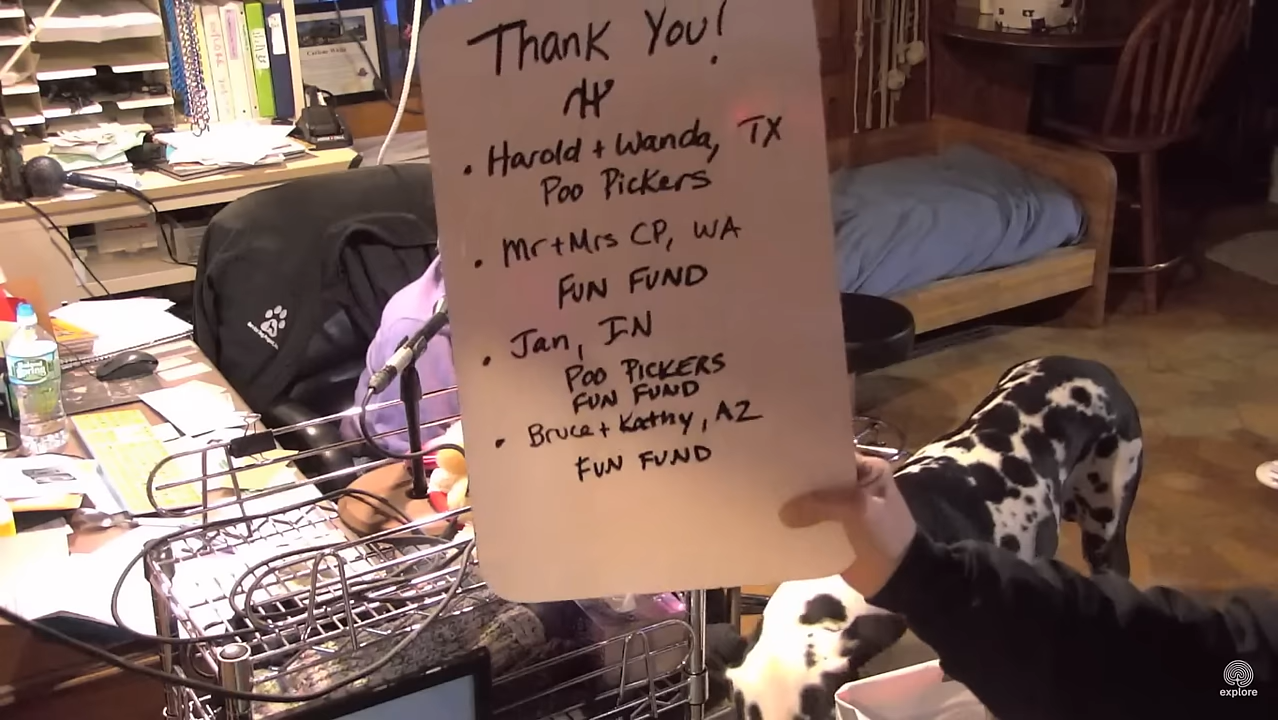 Thank You!
• Harold + Wanda, TX
Poo Pickers
• Mr + Mrs CP, WA
FUN FUND
• Jan, IN
POO PICKERS
FUN FUND
• Bruce + Kathy, AZ
FUN FUND
explore